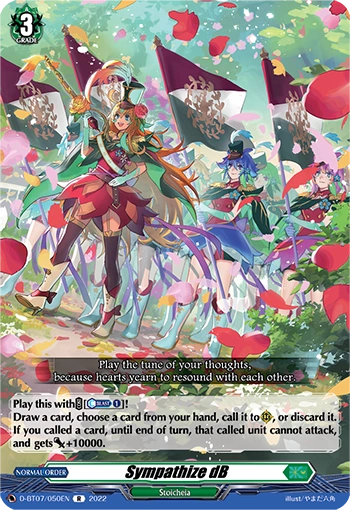 3
GRADE
Play the tune of your thoughts,
because hearts yearn to resound with each other.
Play this with [COUNTER BLAST 1]!
Draw a card, choose a card from your hand, call it to , or discard it.
If you called a card, until end of turn, that called unit cannot attack,
and gets +10000.
NORMAL ORDER
Sympathize dB
Stoicheia
D-BT07/050EN R 2022
illust/やまだ六角